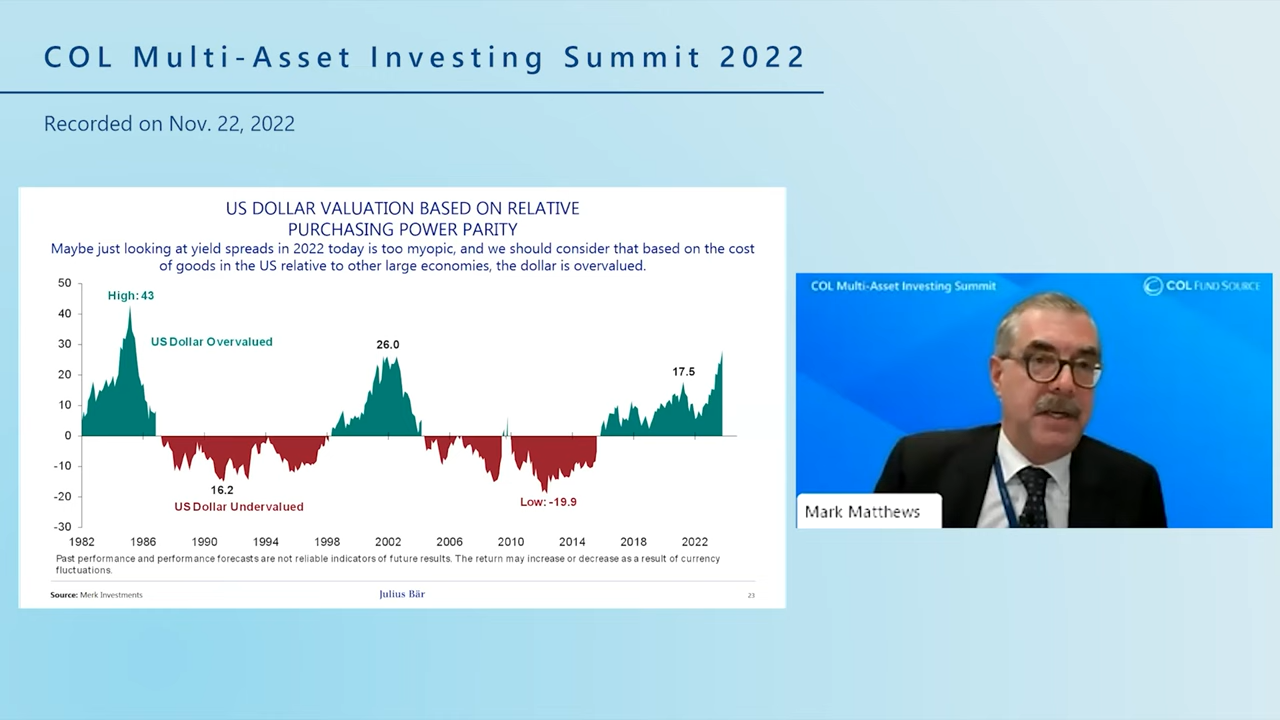 COL Multi-Asset Investing Summit 2022
Recorded on Nov. 22, 2022
US DOLLAR VALUATION BASED ON RELATIVE
PURCHASING POWER PARITY
Maybe just looking at yield spreads in 2022 today is too myopic, and we should consider that based on the cost
of goods in the US relative to other large economies, the dollar is overvalued.
50
40
30
20
10
0
-10
-20
-30
High: 43
US Dollar Overvalued
26.0
17.5
16.2
US Dollar Undervalued
Low: -19.9
1982 1986 1990 1994 1998 2002 2006 2010 2014 2018 2022
Past performance and performance forecasts are not reliable indicators of future results. The return may increase or decrease as a result of currency
fluctuations.
Source: Merk Investments
Julius Bär
23
COL Multi-Asset Investing Summit
COL FUND SOURCE
Mark Matthews